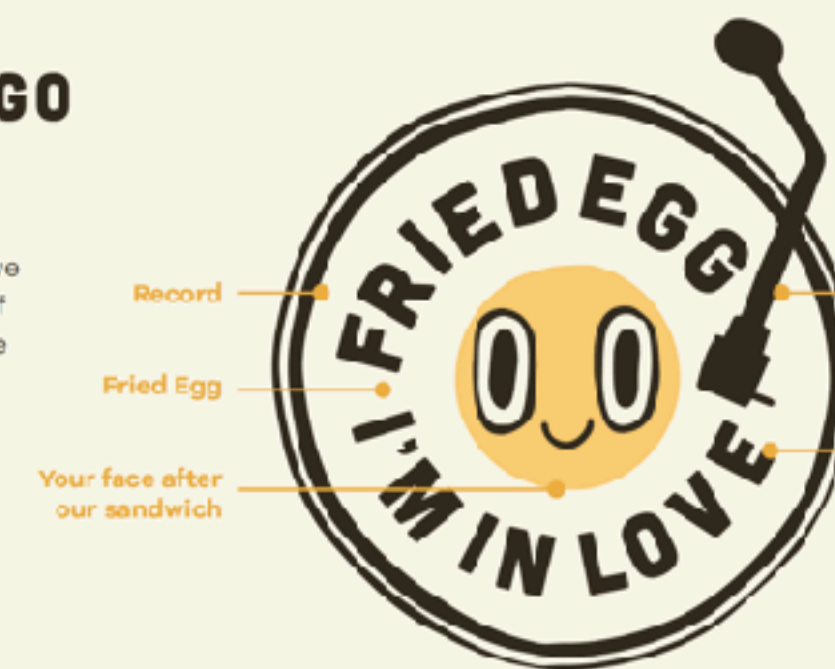 GO
Record
Fried Egg
Your face after
our sandwich
FRIED EGG
I'M IN LOVE